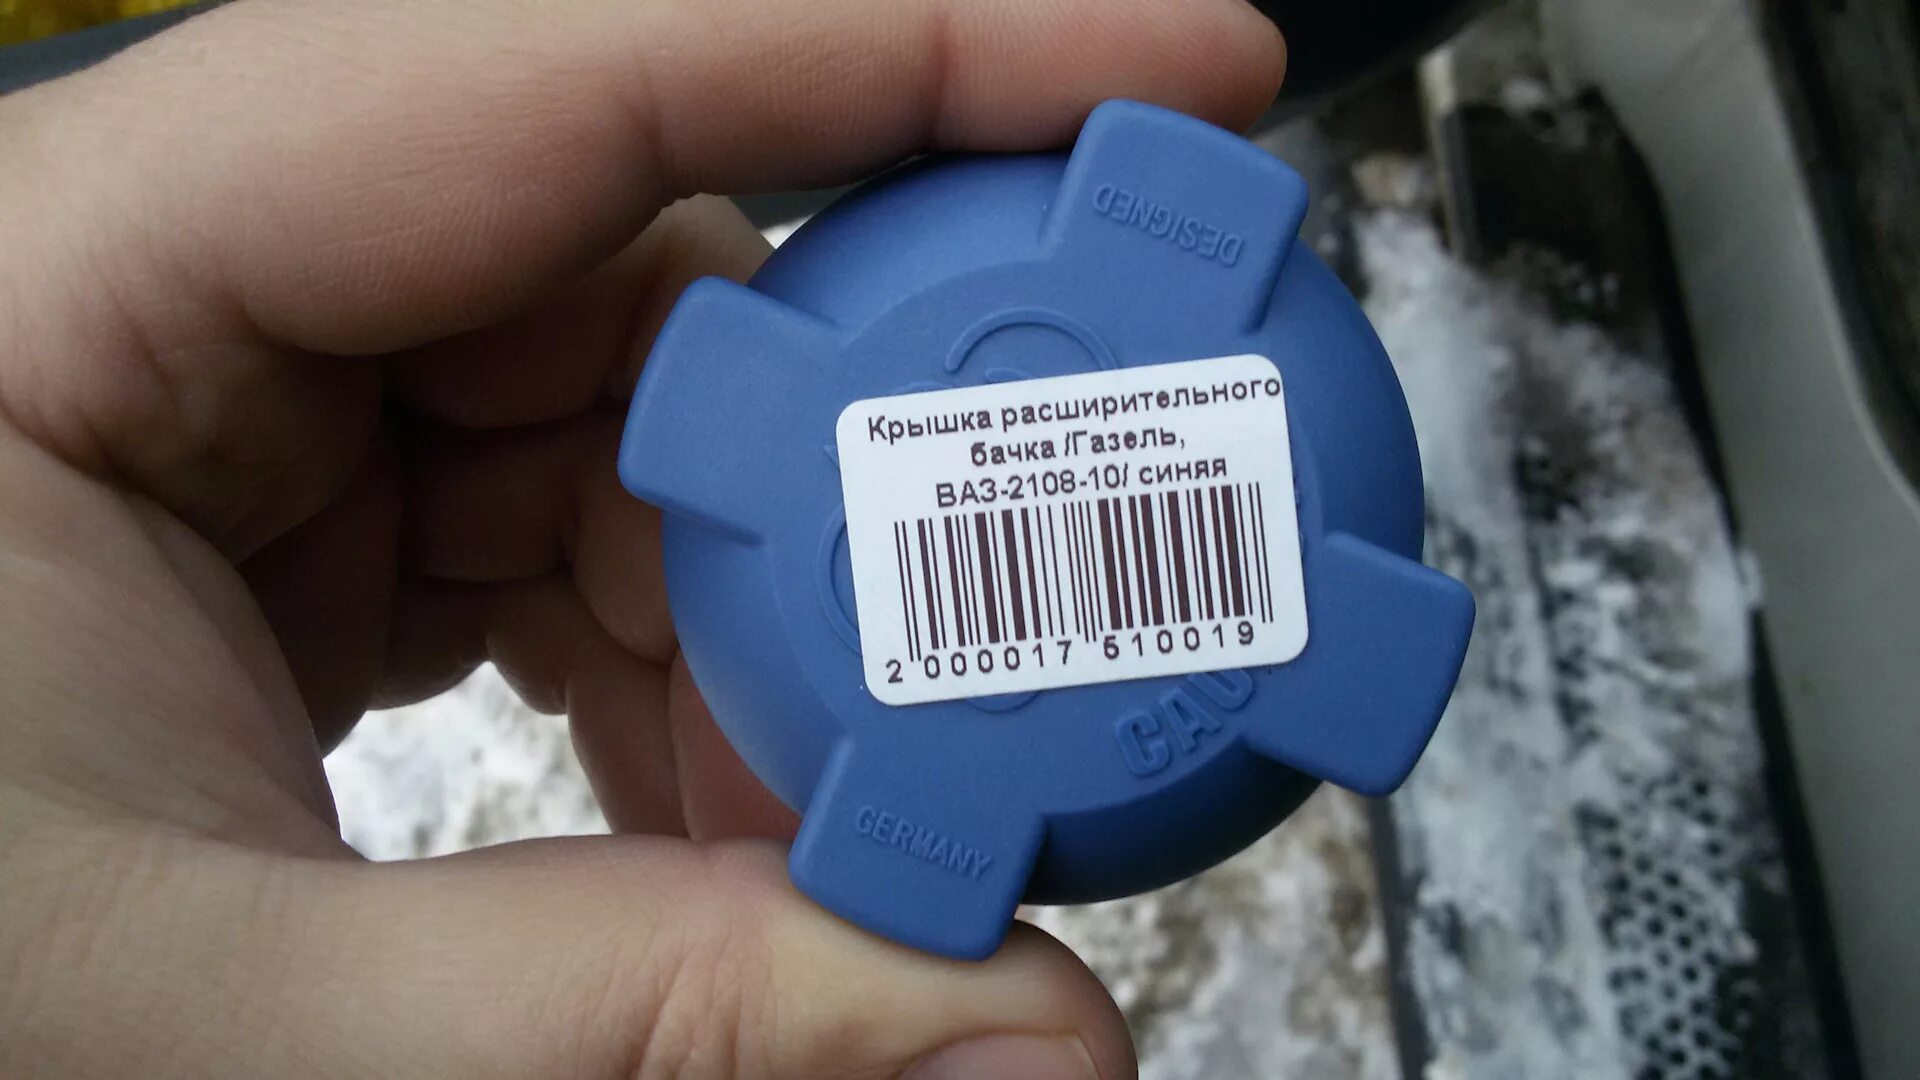 DESIGNED
Крышка расширительного
бачка /Газель,
ВАЗ-2108-10/ синяя
2 000017 510019
GERMANY